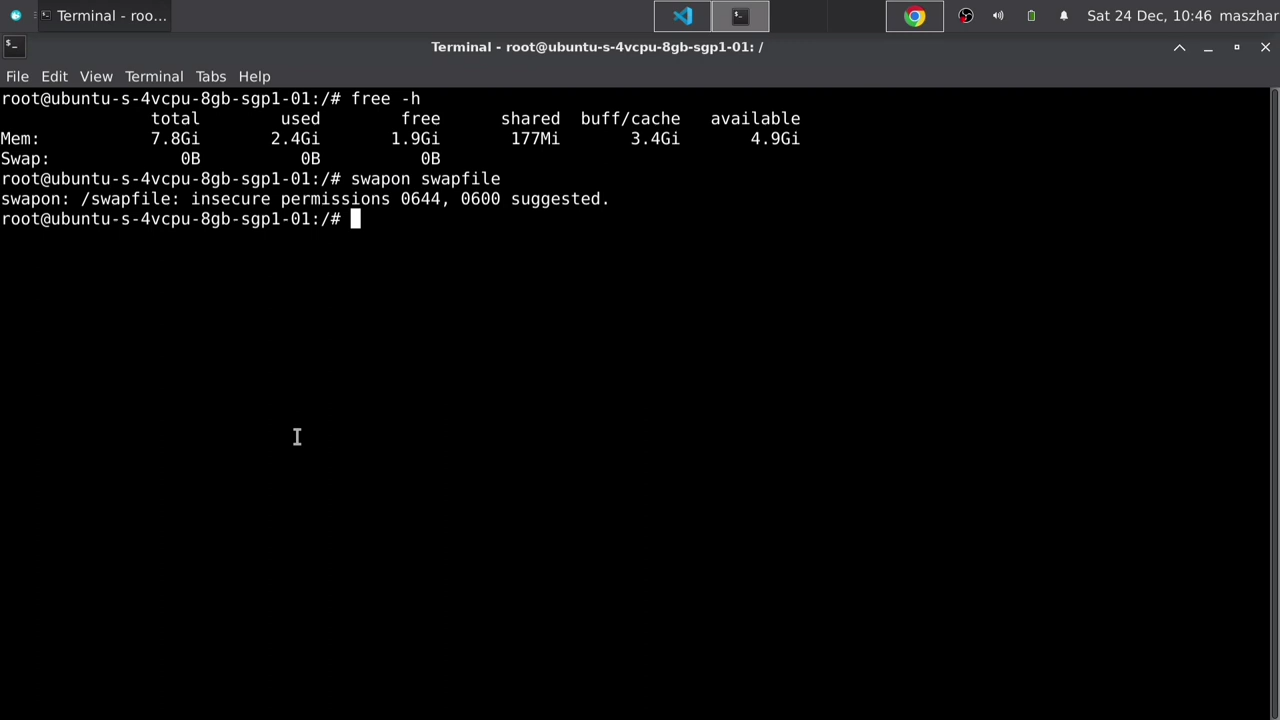 Terminal - roo... Sat 24 Dec, 10:46 maszhar
Terminal - root@ubuntu-s-4vcpu-8gb-sgp1-01: /
File Edit View Terminal Tabs Help
root@ubuntu-s-4vcpu-8gb-sgp1-01:/# free -h
total used free shared buff/cache available
Mem: 7.8Gi 2.4Gi 1.9Gi 177Mi 3.4Gi 4.9Gi
Swap: 0B 0B 0B
root@ubuntu-s-4vcpu-8gb-sgp1-01:/# swapon swapfile
swapon: /swapfile: insecure permissions 0644, 0600 suggested.
root@ubuntu-s-4vcpu-8gb-sgp1-01:/#